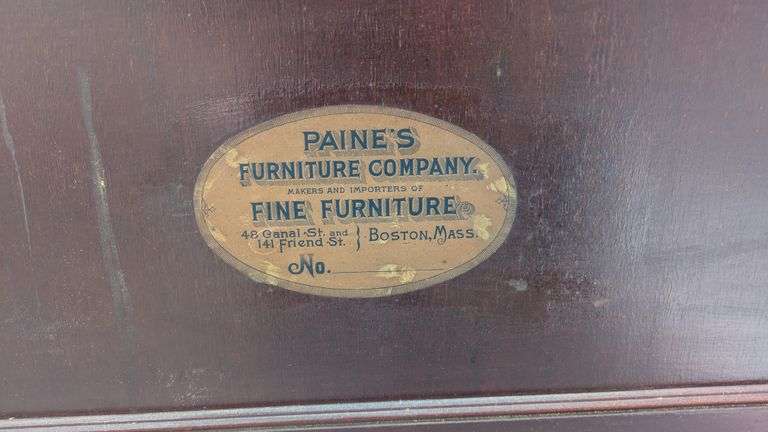 PAINE'S
FURNITURE COMPANY.
MAKERS AND IMPORTERS OF
FINE FURNITURE
48 Canal St. and
141 Friend St. } BOSTON, MASS.
No.